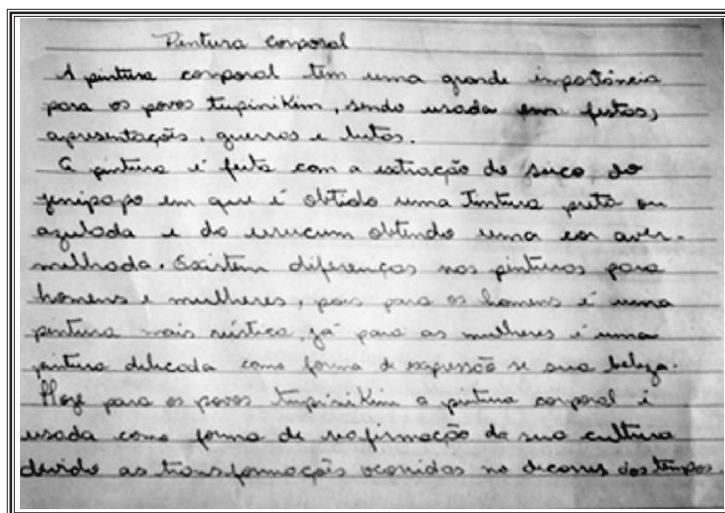 Pintura corporal
A pintura corporal tem uma grande importância
para os povos tupinikim, sendo usada em festas,
apresentações, guerras e lutas.
A pintura é feita com a extração do suco do
jenipapo em que é obtido uma tintura preta ou
azulada e do urucum obtendo uma cor aver-
melhada. Existem diferenças nas pinturas para
homens e mulheres, pois para os homens é uma
pintura mais rústica, já para as mulheres é uma
pintura delicada como forma de expressão se sua beleza.
Hoje para os povos tupinikim a pintura corporal é
usada como forma de reafirmação da sua cultura
devido as transformações ocorridas no decorrer dos tempos.